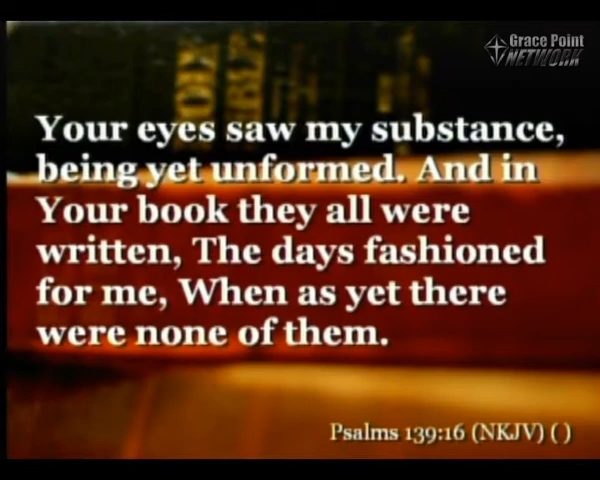 Grace Point
NETWORK
Your eyes saw my substance,
being yet unformed. And in
Your book they all were
written, The days fashioned
for me, When as yet there
were none of them.
Psalms 139:16 (NKJV) ( )